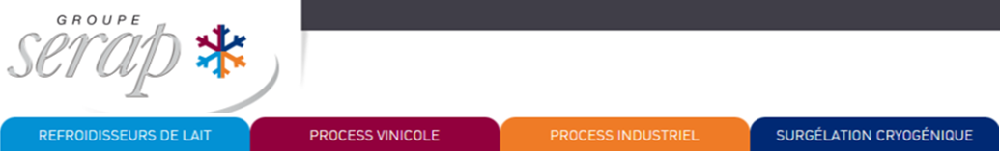 GROUPE
serap
REFROIDISSEURS DE LAIT
PROCESS VINICOLE
PROCESS INDUSTRIEL
SURGÉLATION CRYOGÉNIQUE